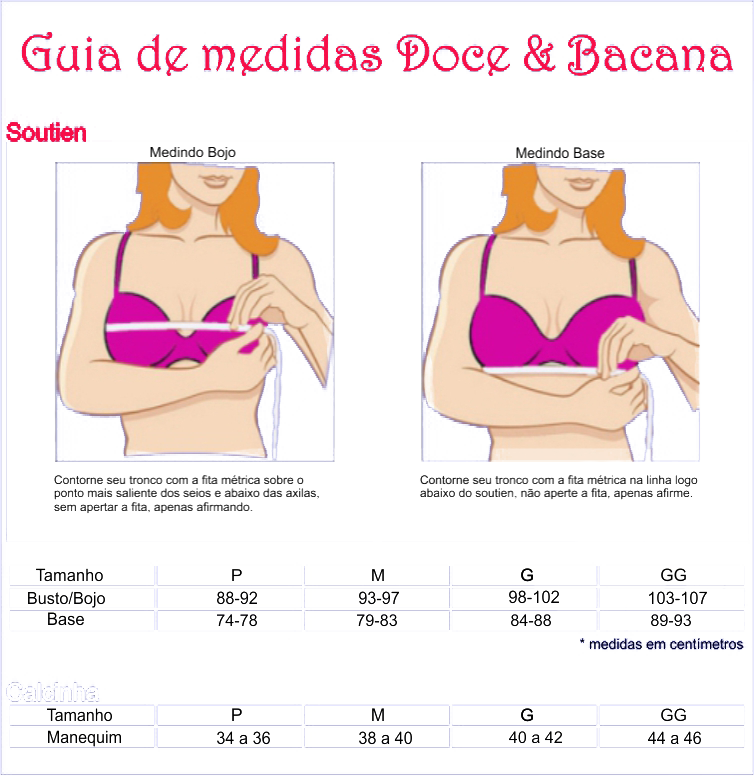 Guia de medidas Doce & Bacana
Soutien
Medindo Bojo
Medindo Base
Contorne seu tronco com a fita métrica sobre o
ponto mais saliente dos seios e abaixo das axilas,
sem apertar a fita, apenas afirmando.
Contorne seu tronco com a fita métrica na linha logo
abaixo do soutien, não aperte a fita, apenas afirme.
Tamanho P M G GG
Busto/Bojo 88-92 93-97 98-102 103-107
Base 74-78 79-83 84-88 89-93
* medidas em centímetros
Calcinha
Tamanho P M G GG
Manequim 34 a 36 38 a 40 40 a 42 44 a 46